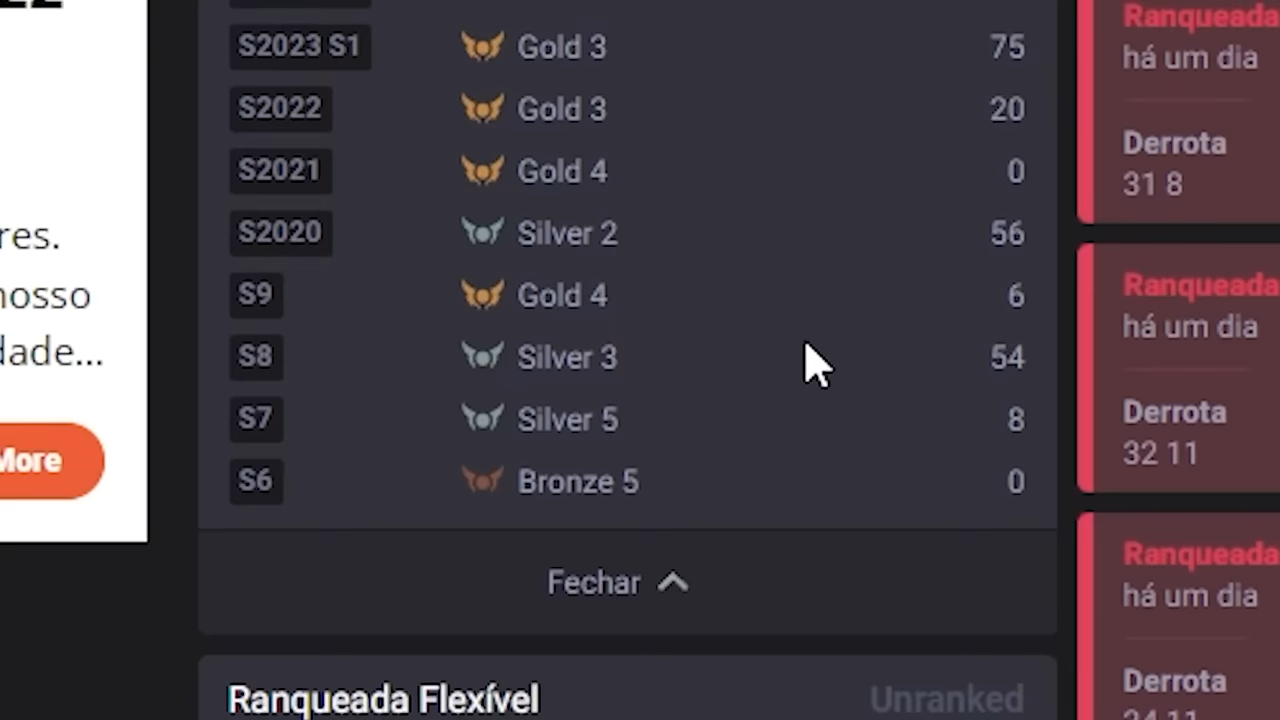 res.
nosso
dade...
More
S2023 S1 Gold 3 75
S2022 Gold 3 20
S2021 Gold 4 0
S2020 Silver 2 56
S9 Gold 4 6
S8 Silver 3 54
S7 Silver 5 8
S6 Bronze 5 0
Fechar
Ranqueada Flexível Unranked
Ranqueada
há um dia
Derrota
31 8
Ranqueada
há um dia
Derrota
32 11
Ranqueada
há um dia
Derrota